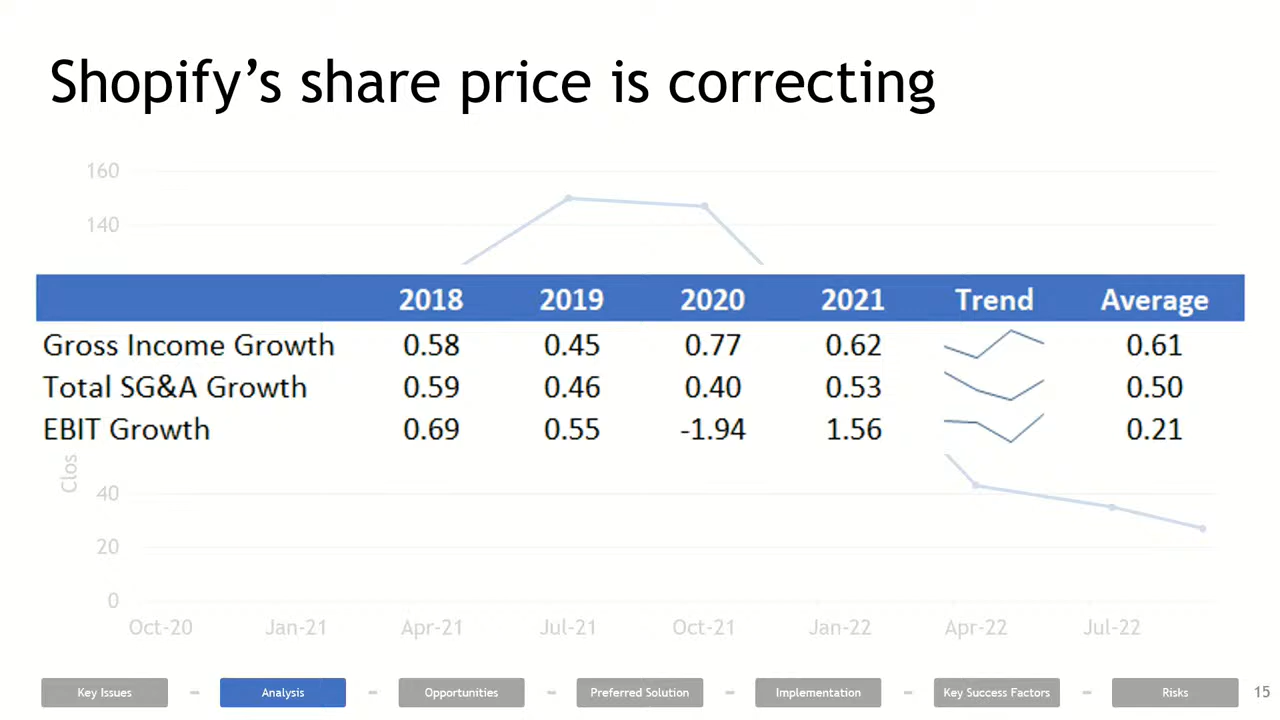 Shopify’s share price is correcting
160
140
2018 2019 2020 2021 Trend Average
Gross Income Growth 0.58 0.45 0.77 0.62 0.61
Total SG&A Growth 0.59 0.46 0.40 0.53 0.50
EBIT Growth 0.69 0.55 -1.94 1.56 0.21
Clos
40
20
0
Oct-20 Jan-21 Apr-21 Jul-21 Oct-21 Jan-22 Apr-22 Jul-22
Key Issues – Analysis – Opportunities – Preferred Solution – Implementation – Key Success Factors – Risks 15